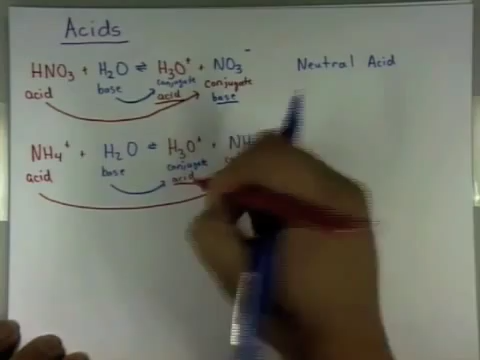 Acids
HNO₃ + H₂O ⇌ H₃O⁺ + NO₃⁻
acid base conjugate acid conjugate base
Neutral Acid
NH₄⁺ + H₂O ⇌ H₃O⁺ + NH
acid base conjugate acid